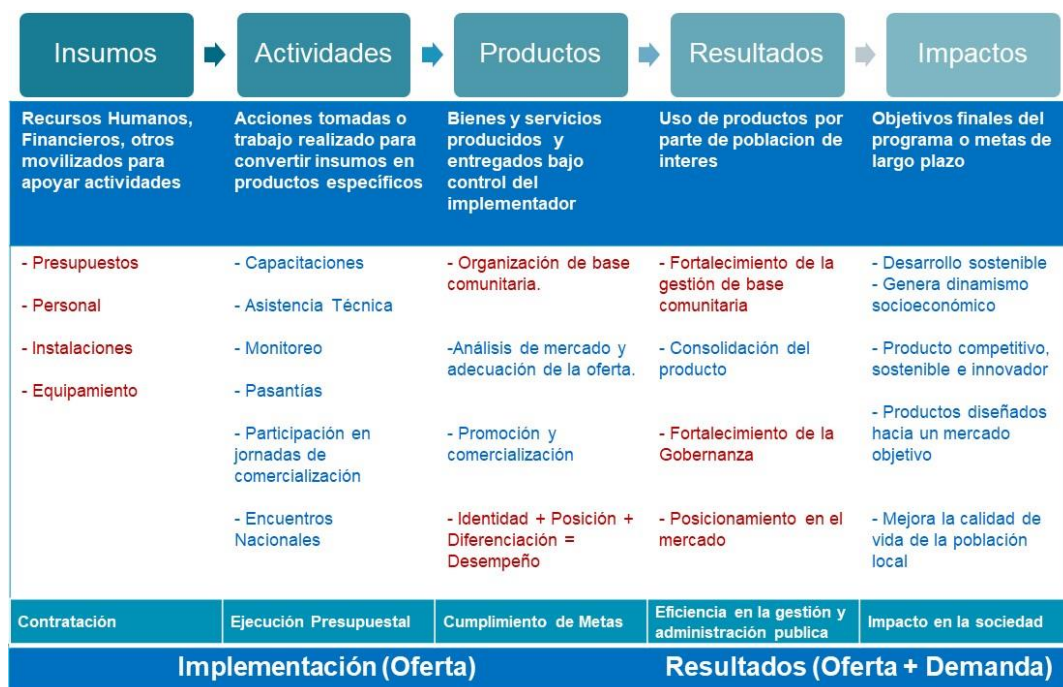 Insumos
Actividades
Productos
Resultados
Impactos
Recursos Humanos,
Financieros, otros
movilizados para
apoyar actividades
Acciones tomadas o
trabajo realizado para
convertir insumos en
productos específicos
Bienes y servicios
producidos y
entregados bajo
control del
implementador
Uso de productos por
parte de poblacion de
interes
Objetivos finales del
programa o metas de
largo plazo
- Presupuestos
- Personal
- Instalaciones
- Equipamiento
- Capacitaciones
- Asistencia Técnica
- Monitoreo
- Pasantías
- Participación en
jornadas de
comercialización
- Encuentros
Nacionales
- Organización de base
comunitaria.
-Análisis de mercado y
adecuación de la oferta.
- Promoción y
comercialización
- Identidad + Posición +
Diferenciación =
Desempeño
- Fortalecimiento de la
gestión de base
comunitaria
- Consolidación del
producto
- Fortalecimiento de la
Gobernanza
- Posicionamiento en el
mercado
- Desarrollo sostenible
- Genera dinamismo
socioeconómico
- Producto competitivo,
sostenible e innovador
- Productos diseñados
hacia un mercado
objetivo
- Mejora la calidad de
vida de la población
local
Contratación
Ejecución Presupuestal
Cumplimiento de Metas
Eficiencia en la gestión y
administración publica
Impacto en la sociedad
Implementación (Oferta)
Resultados (Oferta + Demanda)